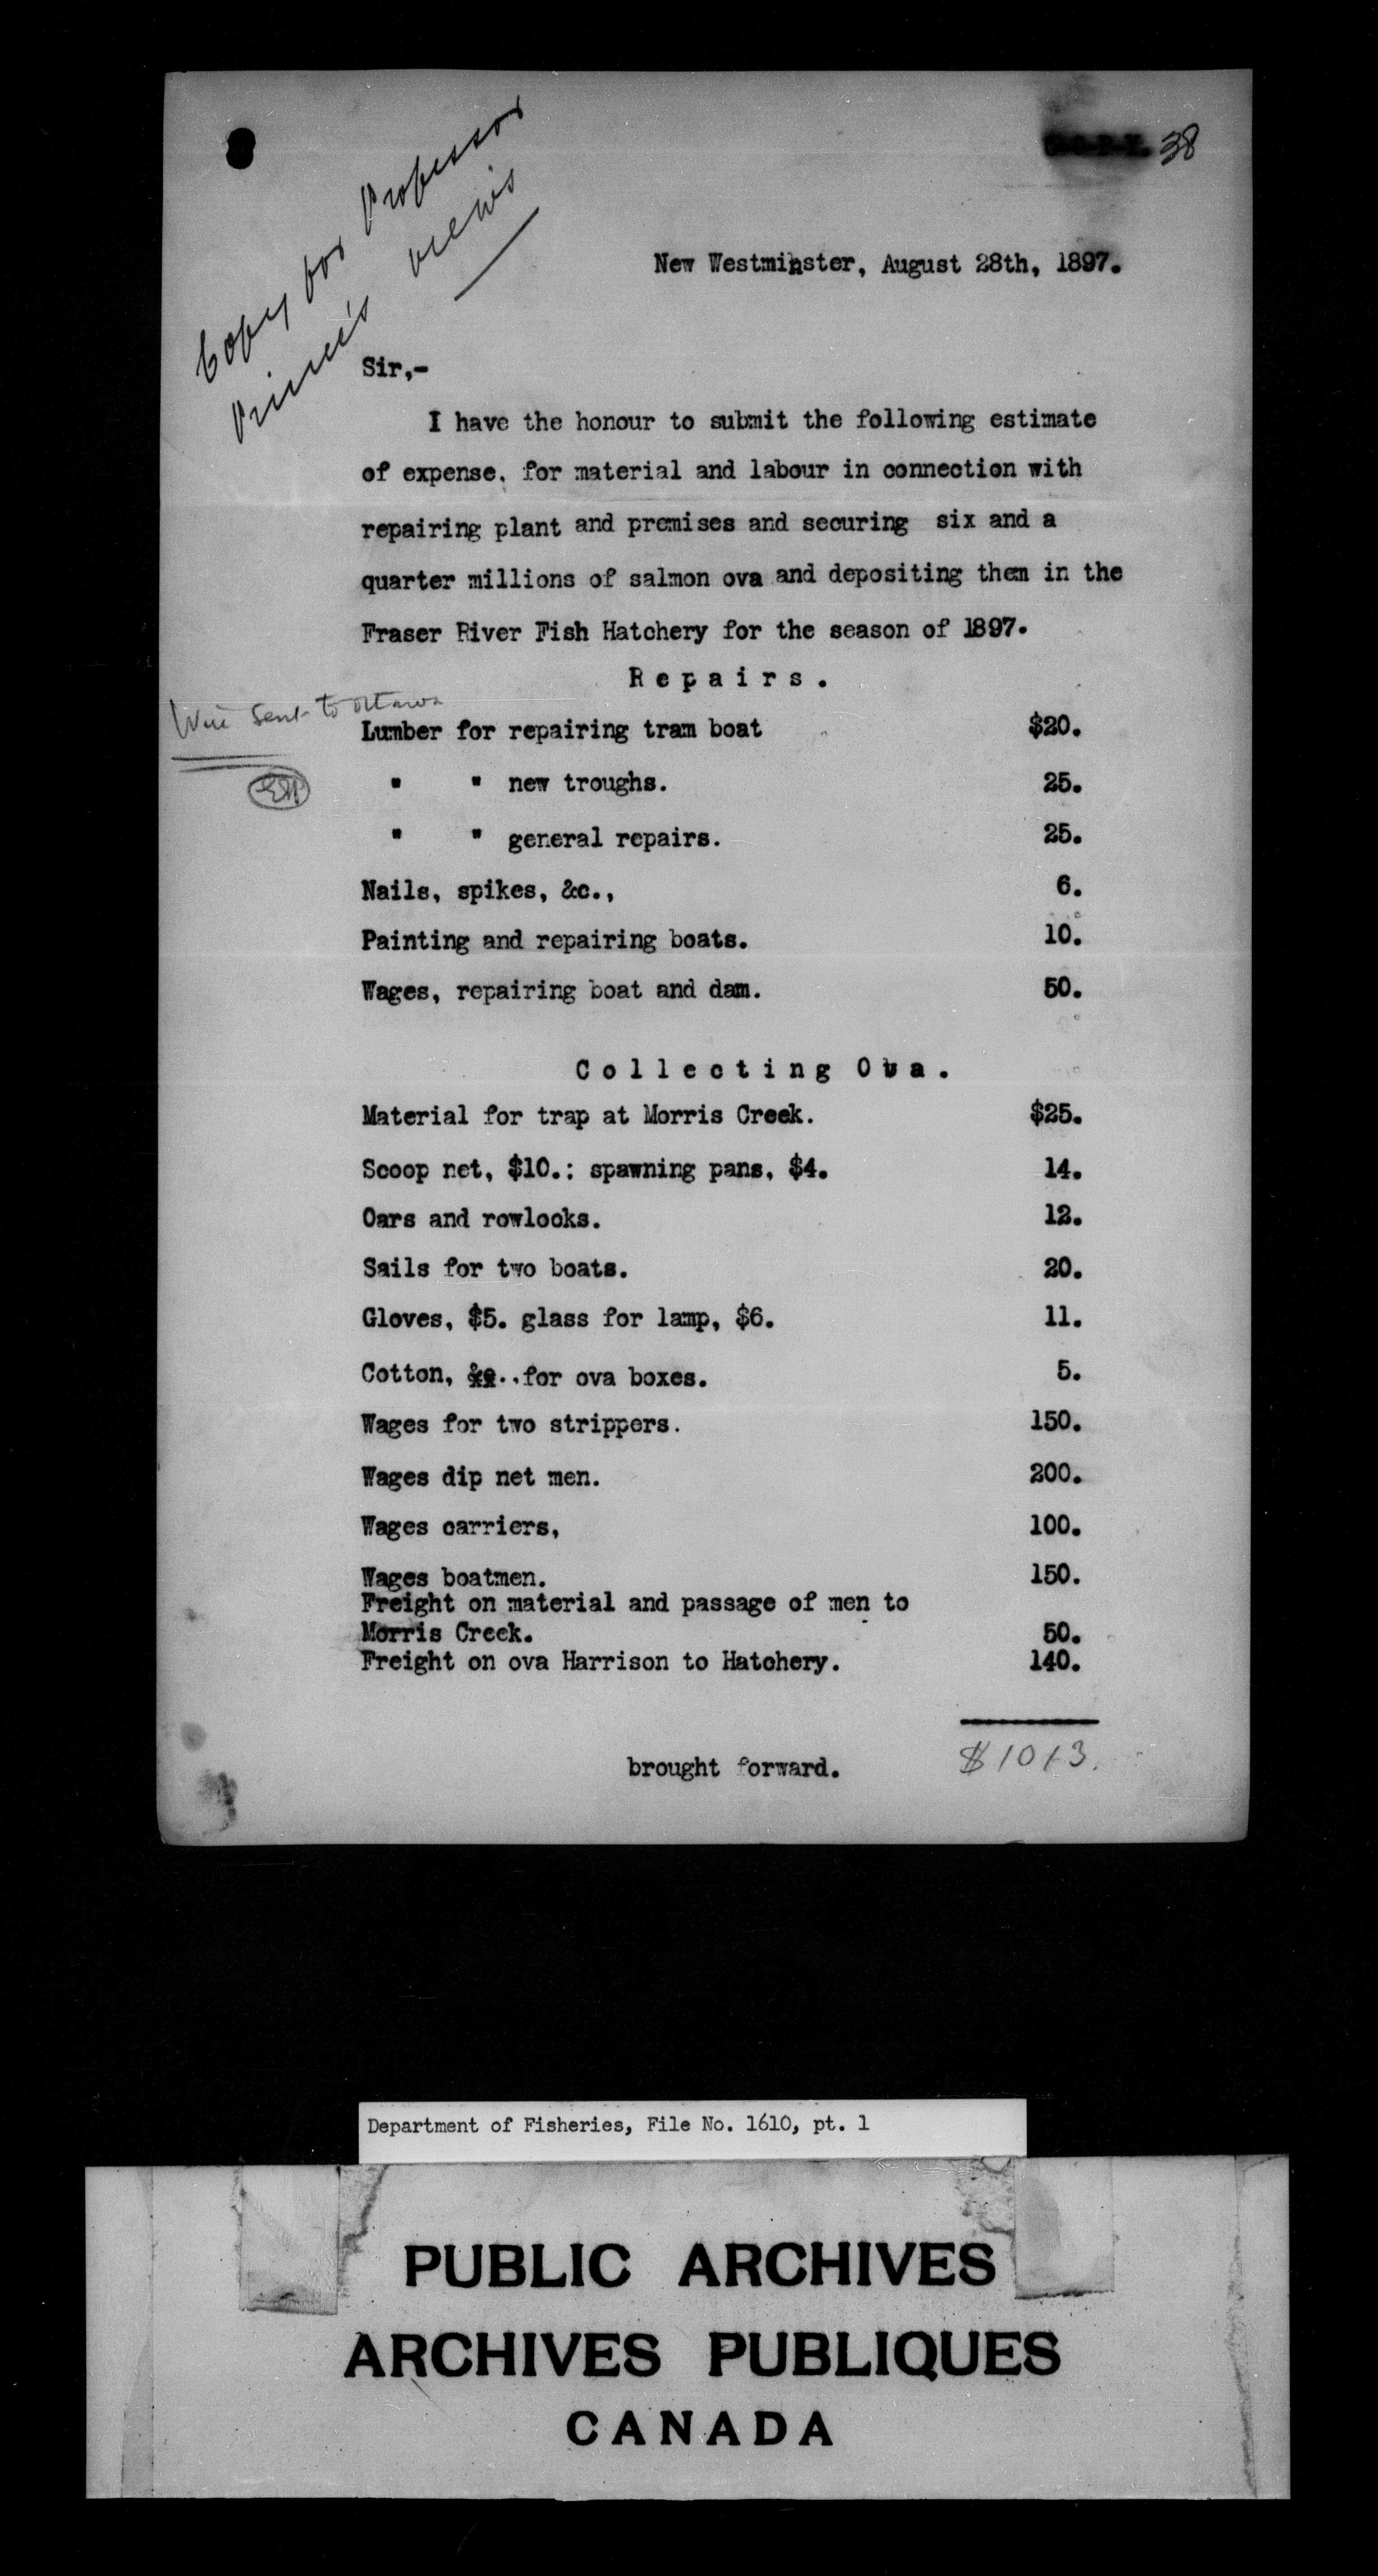 C-O-P-Y. 38
Copy for Professor
Prince's views
New Westminster, August 28th, 1897.
Sir,-
I have the honour to submit the following estimate
of expense, for material and labour in connection with
repairing plant and premises and securing six and a
quarter millions of salmon ova and depositing them in the
Fraser River Fish Hatchery for the season of 1897.
Repairs.
Wire sent to Ottawa
Lumber for repairing tram boat $20.
" " new troughs. 25.
" " general repairs. 25.
Nails, spikes, &c., 6.
Painting and repairing boats. 10.
Wages, repairing boat and dam. 50.
Collecting Ova.
Material for trap at Morris Creek. $25.
Scoop net, $10.: spawning pans, $4. 14.
Oars and rowlocks. 12.
Sails for two boats. 20.
Gloves, $5. glass for lamp, $6. 11.
Cotton, &c.,for ova boxes. 5.
Wages for two strippers. 150.
Wages dip net men. 200.
Wages carriers, 100.
Wages boatmen. 150.
Freight on material and passage of men to
Morris Creek. 50.
Freight on ova Harrison to Hatchery. 140.
brought forward. $1013.
Department of Fisheries, File No. 1610, pt. 1
PUBLIC ARCHIVES
ARCHIVES PUBLIQUES
CANADA